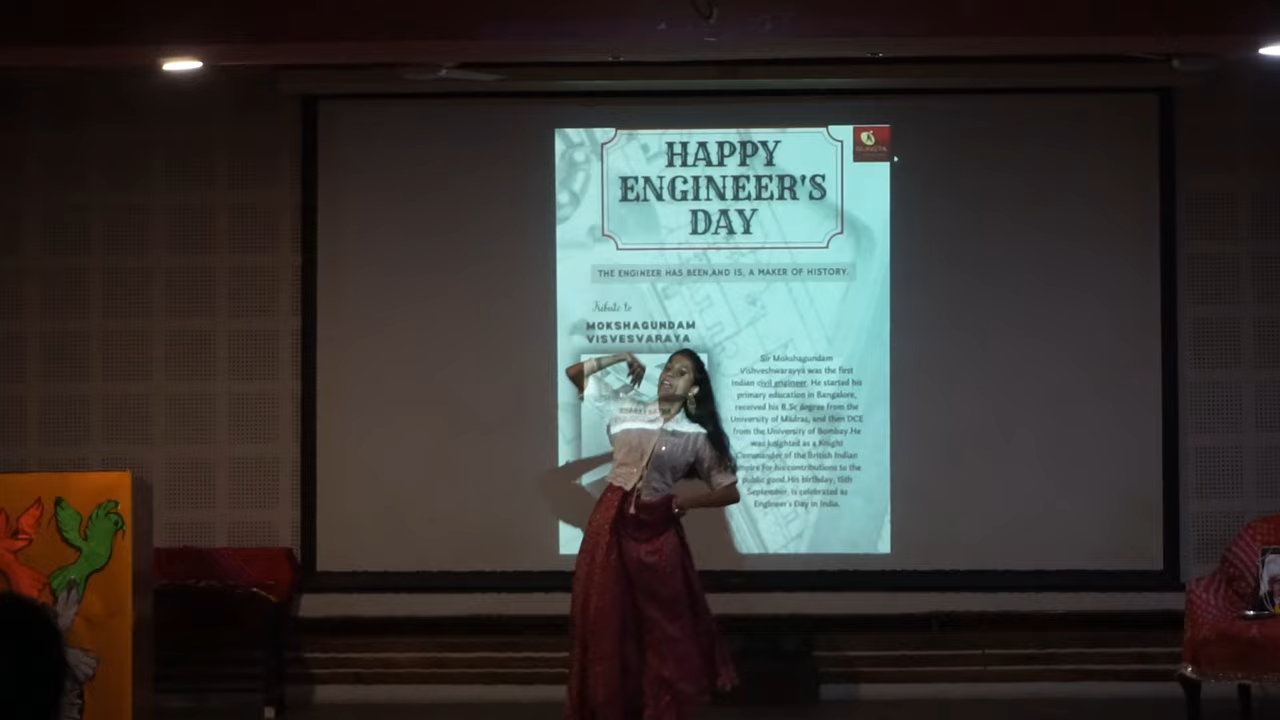 HAPPY
ENGINEER'S
DAY
THE ENGINEER HAS BEEN,AND IS, A MAKER OF HISTORY.
Tribute to
MOKSHAGUNDAM
VISVESVARAYA
Sir Mokshagundam
Vishveshwarayya was the first
Indian civil engineer. He started his
primary education in Bangalore,
received his B.Sc degree from the
University of Madras, and then DCE
from the University of Bombay.He
was knighted as a Knight
Commander of the British Indian
Empire for his contributions to the
public good.His birthday, 15th
September, is celebrated as
Engineer's Day in India.